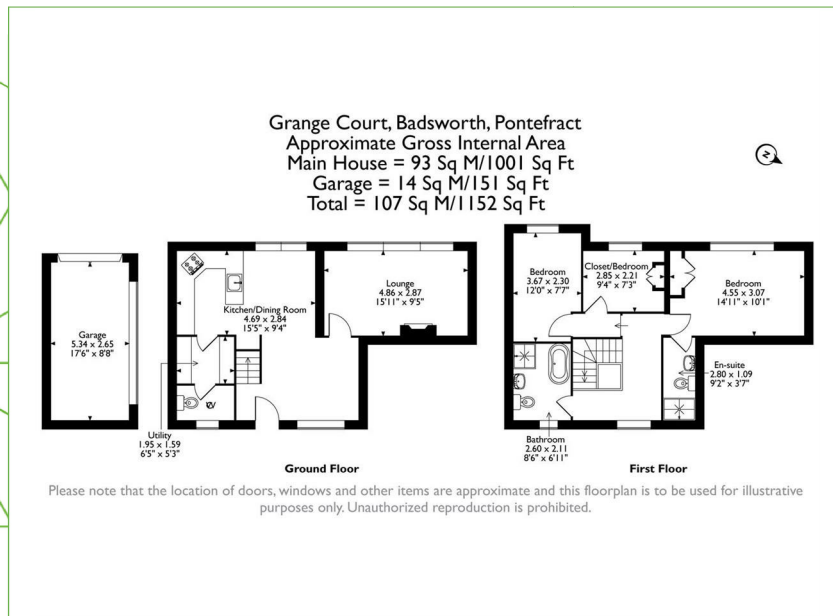 Grange Court, Badsworth, Pontefract
Approximate Gross Internal Area
Main House = 93 Sq M/1001 Sq Ft
Garage = 14 Sq M/151 Sq Ft
Total = 107 Sq M/1152 Sq Ft
N
Garage
5.34 x 2.65
17'6" x 8'8"
Kitchen/Dining Room
4.69 x 2.84
15'5" x 9'4"
Lounge
4.86 x 2.87
15'11" x 9'5"
Utility
1.95 x 1.59
6'5" x 5'3"
Ground Floor
Bedroom
3.67 x 2.30
12'0" x 7'7"
Closet/Bedroom
2.85 x 2.21
9'4" x 7'3"
Bedroom
4.55 x 3.07
14'11" x 10'1"
En-suite
2.80 x 1.09
9'2" x 3'7"
Bathroom
2.60 x 2.11
8'6" x 6'11"
First Floor
Please note that the location of doors, windows and other items are approximate and this floorplan is to be used for illustrative
purposes only. Unauthorized reproduction is prohibited.